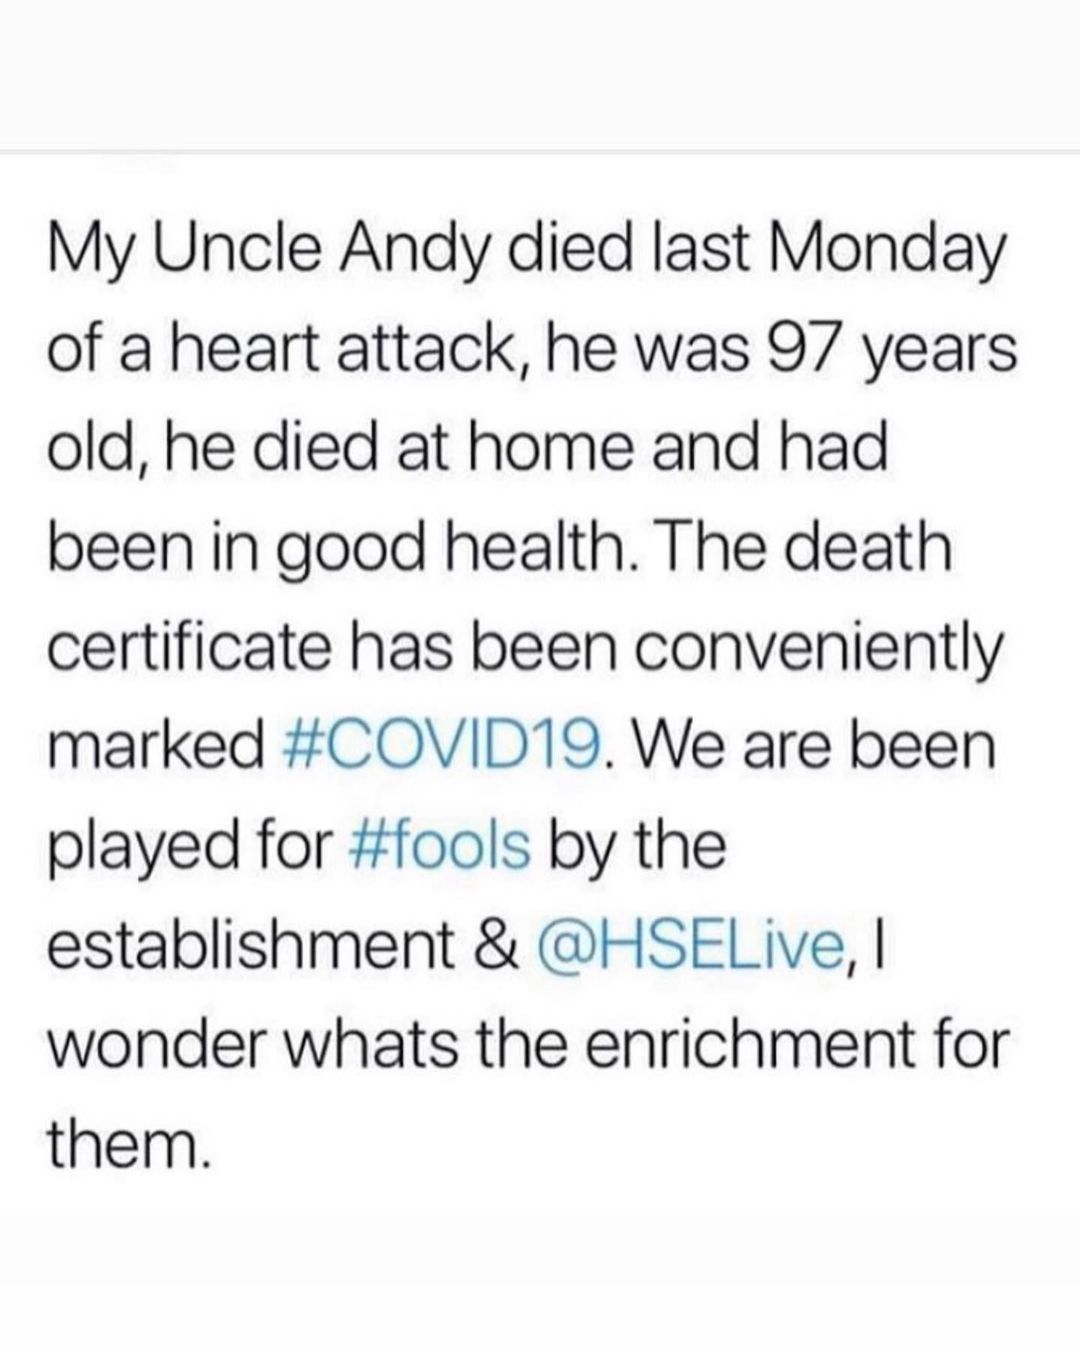 My Uncle Andy died last Monday
of a heart attack, he was 97 years
old, he died at home and had
been in good health. The death
certificate has been conveniently
marked #COVID19. We are been
played for #fools by the
establishment & @HSELive, I
wonder whats the enrichment for
them.